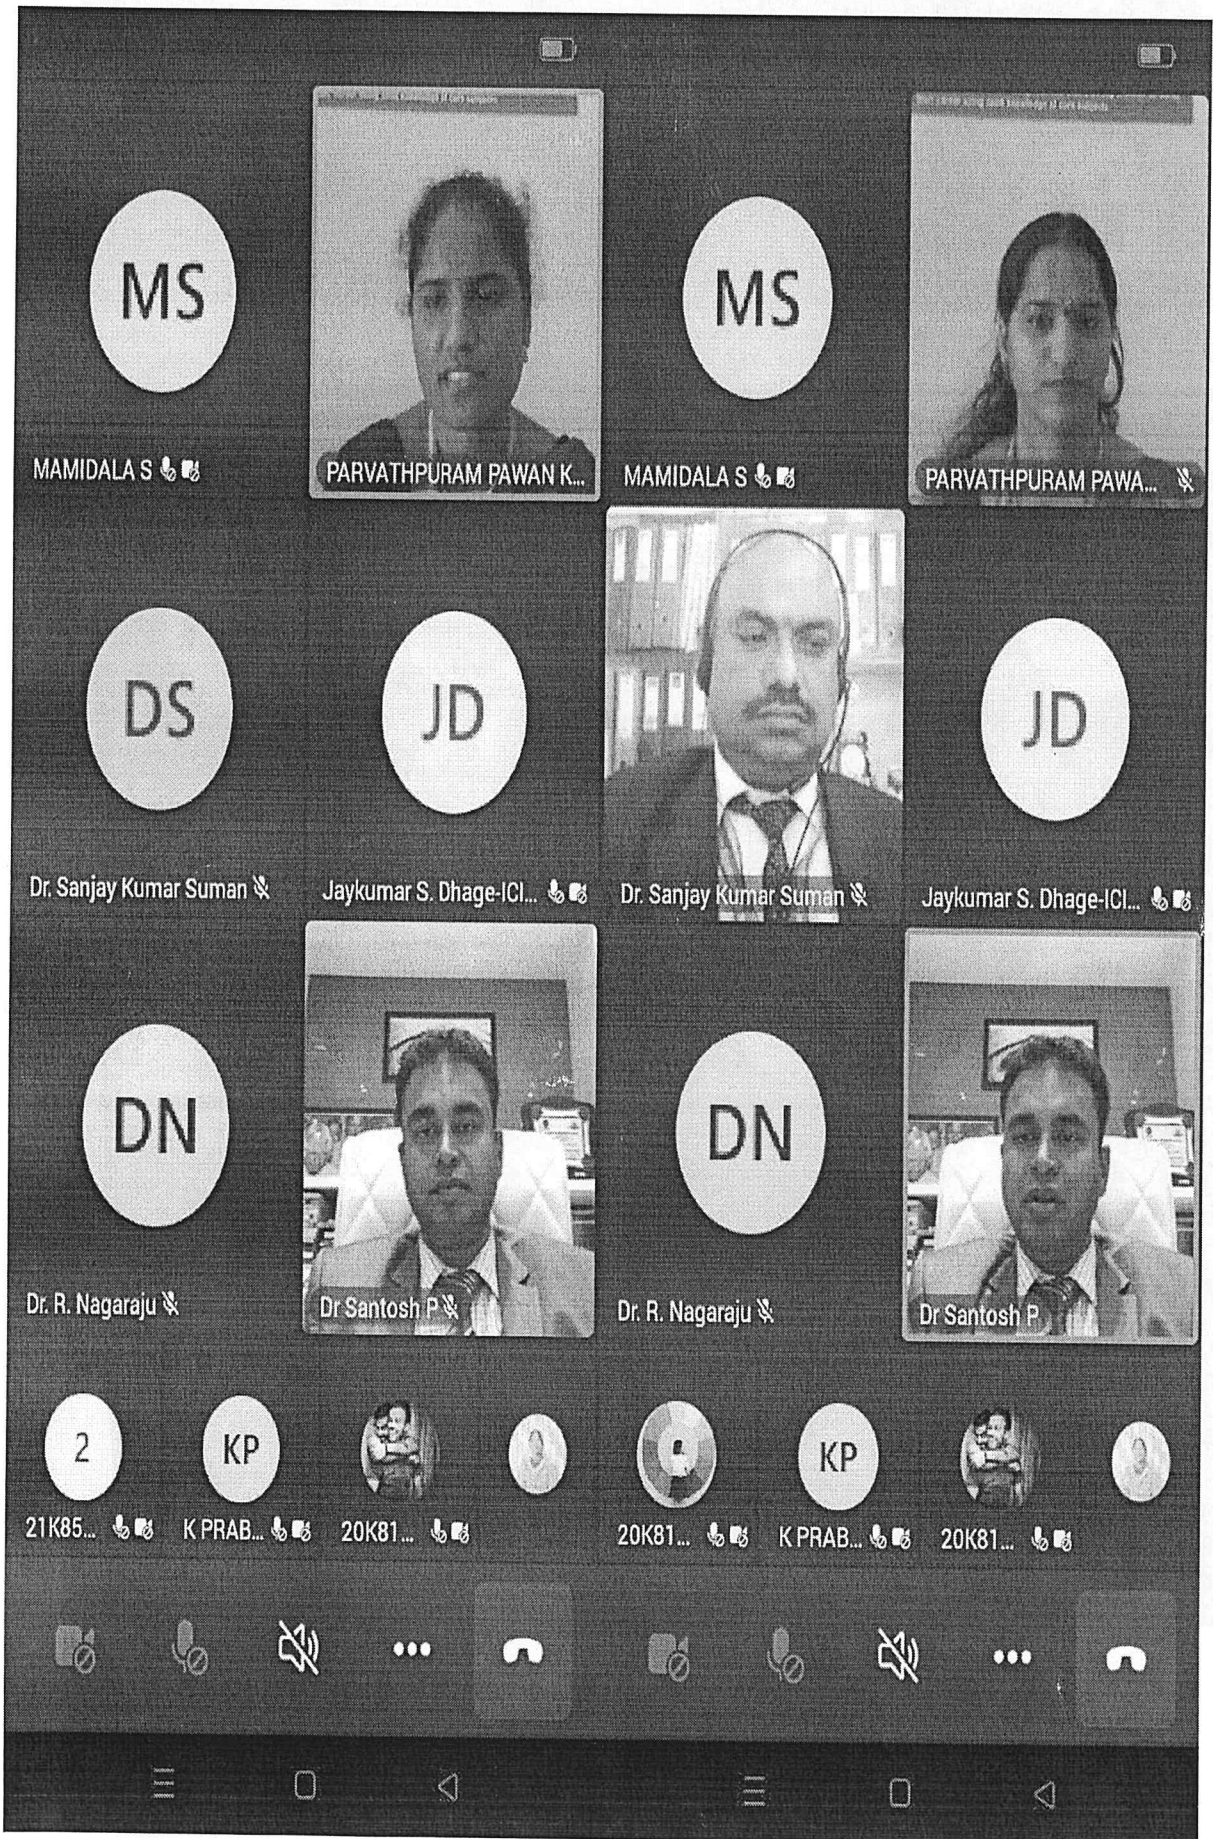 MS
MS
MAMIDALA S
PARVATHPURAM PAWAN K...
MAMIDALA S
PARVATHPURAM PAWA...
DS
JD
JD
Dr. Sanjay Kumar Suman
Jaykumar S. Dhage-ICI...
Dr. Sanjay Kumar Suman
Jaykumar S. Dhage-ICI...
DN
DN
Dr. R. Nagaraju
Dr Santosh P
Dr. R. Nagaraju
Dr Santosh P
2
KP
KP
21K85...
K PRAB...
20K81...
20K81...
K PRAB...
20K81...